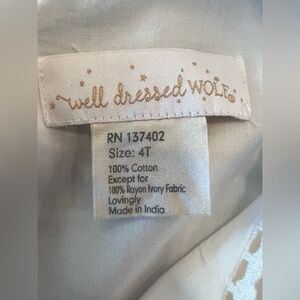 well dressed WOLF
RN 137402
Size: 4T
100% Cotton
Except for
100% Rayon Ivory Fabric
Lovingly
Made in India